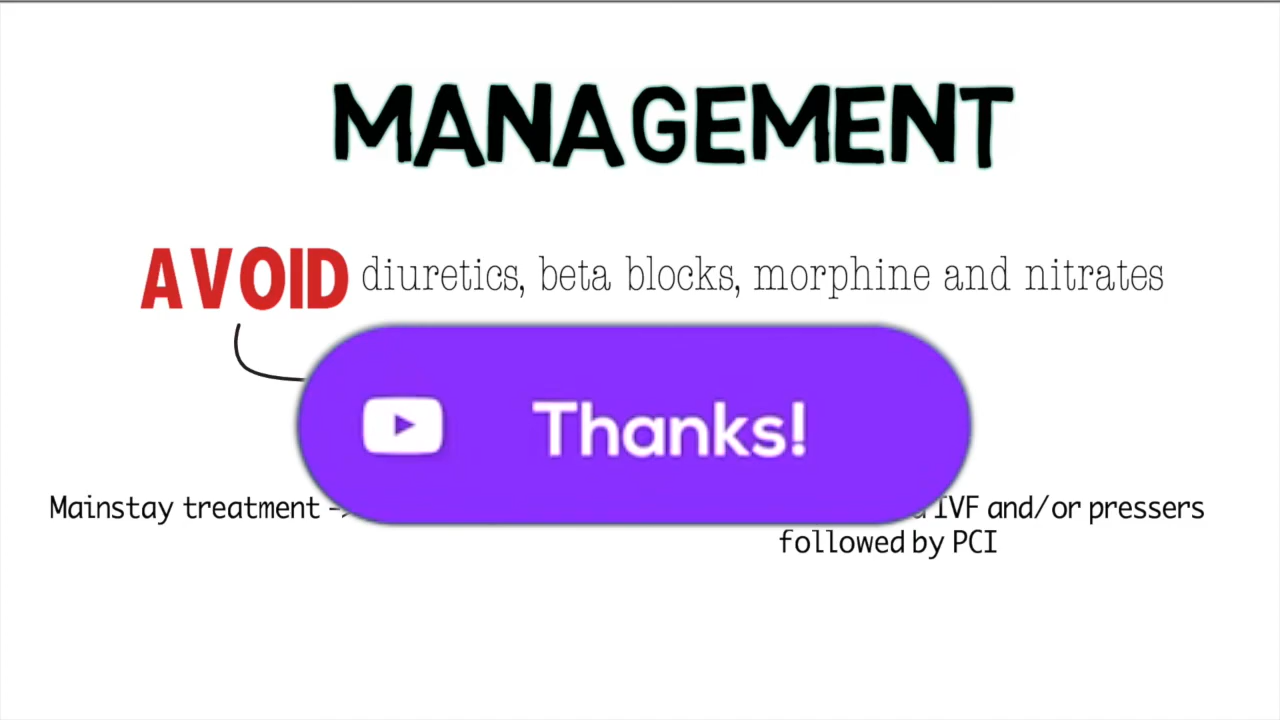 MANAGEMENT
AVOID diuretics, beta blocks, morphine and nitrates
Thanks!
Mainstay treatment IVF and/or pressers
followed by PCI